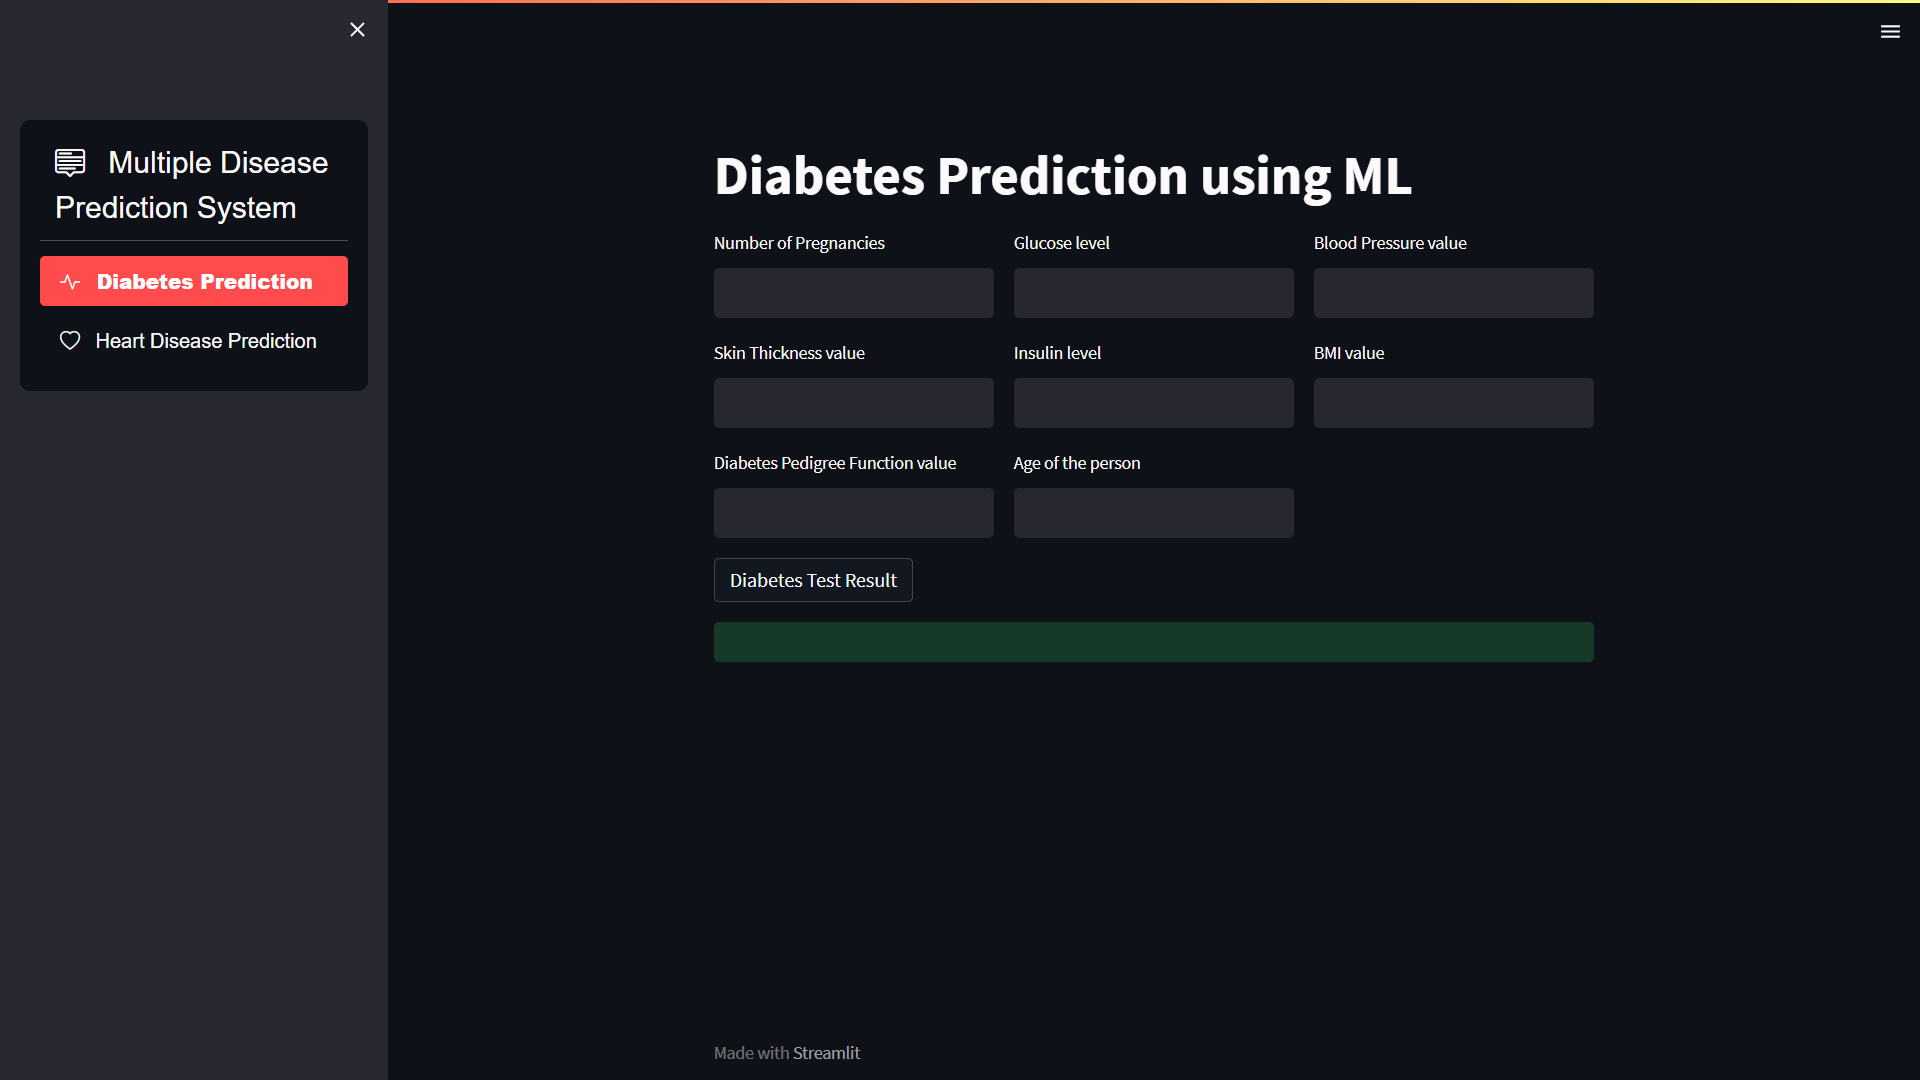 Multiple Disease
Prediction System
Diabetes Prediction
Heart Disease Prediction
Diabetes Prediction using ML
Number of Pregnancies
Glucose level
Blood Pressure value
Skin Thickness value
Insulin level
BMI value
Diabetes Pedigree Function value
Age of the person
Diabetes Test Result
Made with Streamlit